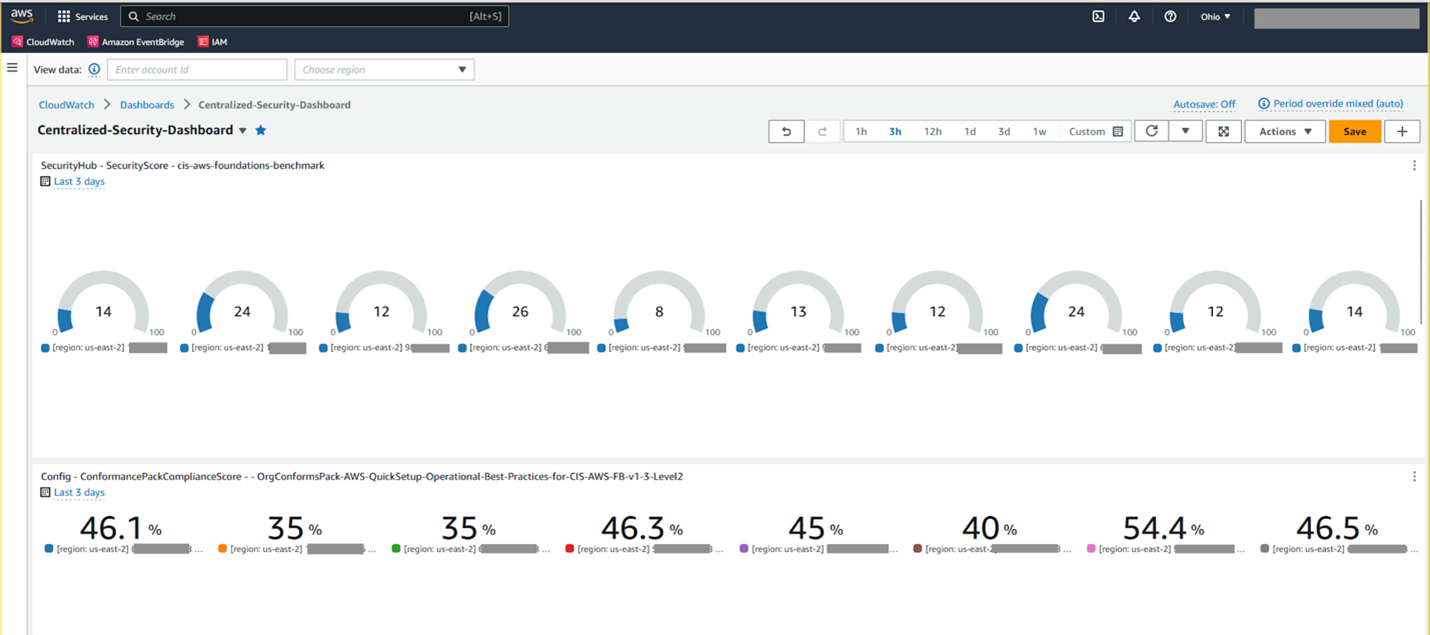 aws Services Search [Alt+S] Ohio
CloudWatch Amazon EventBridge IAM
View data: Enter account Id Choose region
CloudWatch Dashboards Centralized-Security-Dashboard Autosave: Off Period override mixed (auto)
Centralized-Security-Dashboard 1h 3h 12h 1d 3d 1w Custom Actions Save
SecurityHub - SecurityScore - cis-aws-foundations-benchmark
Last 3 days
14 24 12 26 8 13 12 24 12 14
0 100 0 100 0 100 0 100 0 100 0 100 0 100 0 100 0 100 0 100
[region: us-east-2] [region: us-east-2] [region: us-east-2] 98 [region: us-east-2] [region: us-east-2] [region: us-east-2] [region: us-east-2] [region: us-east-2] [region: us-east-2] [region: us-east-2]
Config - ConformancePackComplianceScore - - OrgConformsPack-AWS-QuickSetup-Operational-Best-Practices-for-CIS-AWS-FB-v1-3-Level2
Last 3 days
46.1 % 35 % 35 % 46.3 % 45 % 40 % 54.4 % 46.5 %
[region: us-east-2] ... [region: us-east-2] ... [region: us-east-2] ... [region: us-east-2] ... [region: us-east-2] ... [region: us-east- ... [region: us-east-2] ... [region: us-east-2] ...